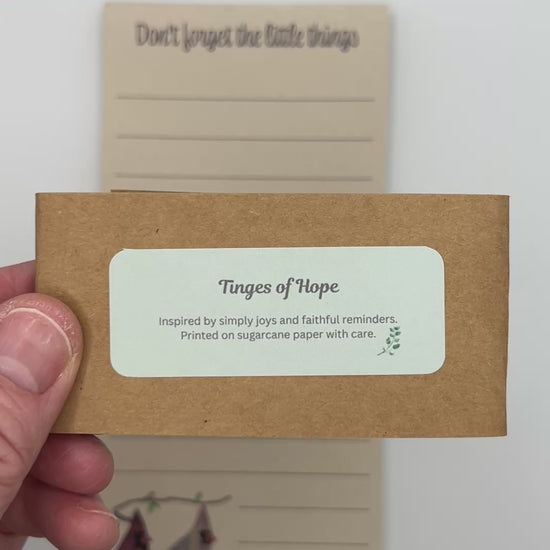 Don't forget the little things
Tinges of Hope
Inspired by simply joys and faithful reminders.
Printed on sugarcane paper with care.